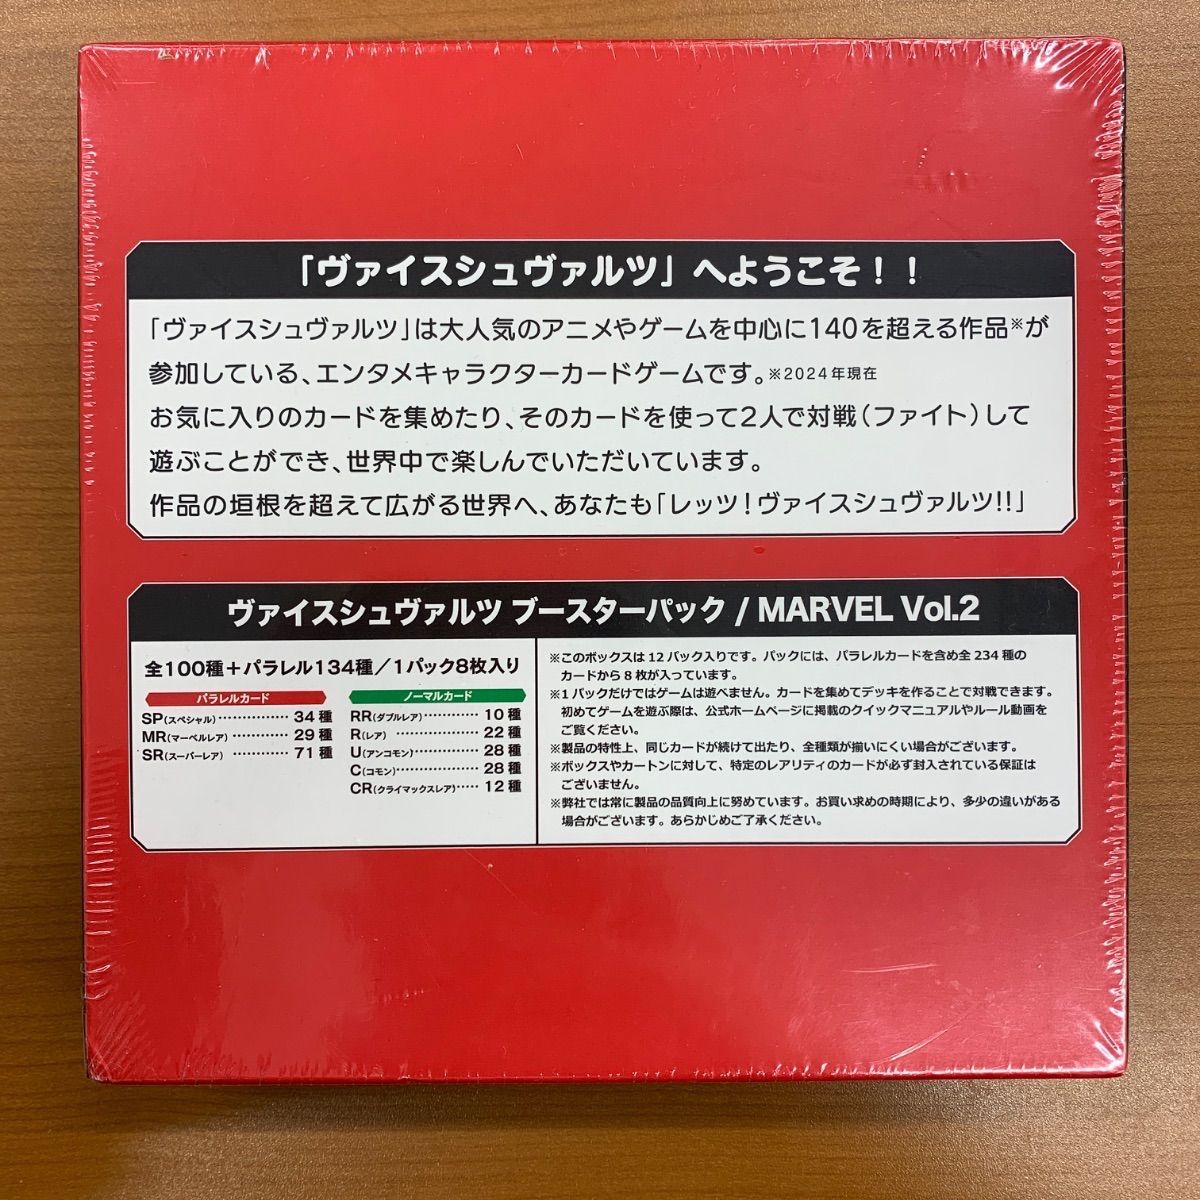 「ヴァイスシュヴァルツ」へようこそ！！
「ヴァイスシュヴァルツ」は大人気のアニメやゲームを中心に140を超える作品※が
参加している、エンタメキャラクターカードゲームです。※2024年現在
お気に入りのカードを集めたり、そのカードを使って2人で対戦（ファイト）して
遊ぶことができ、世界中で楽しんでいただいています。
作品の垣根を超えて広がる世界へ、あなたも「レッツ！ヴァイスシュヴァルツ!!」
ヴァイスシュヴァルツ ブースターパック / MARVEL Vol.2
全100種＋パラレル134種／1パック8枚入り
パラレルカード
SP(スペシャル)……………34種
MR(マーベルレア)…………29種
SR(スーパーレア)…………71種
ノーマルカード
RR(ダブルレア)…………10種
R(レア)……………22種
U(アンコモン)…………28種
C(コモン)……………28種
CR(クライマックスレア)……12種
※このボックスは12パック入りです。パックには、パラレルカードを含め全234種の
カードから8枚が入っています。
※1パックだけではゲームは遊べません。カードを集めてデッキを作ることで対戦できます。
初めてゲームを遊ぶ際は、公式ホームページに掲載のクイックマニュアルやルール動画を
ご覧ください。
※製品の特性上、同じカードが続けて出たり、全種類が揃いにくい場合がございます。
※ボックスやカートンに対して、特定のレアリティのカードが必ず封入されている保証は
ございません。
※弊社では常に製品の品質向上に努めています。お買い求めの時期により、多少の違いがある
場合がございます。あらかじめご了承ください。